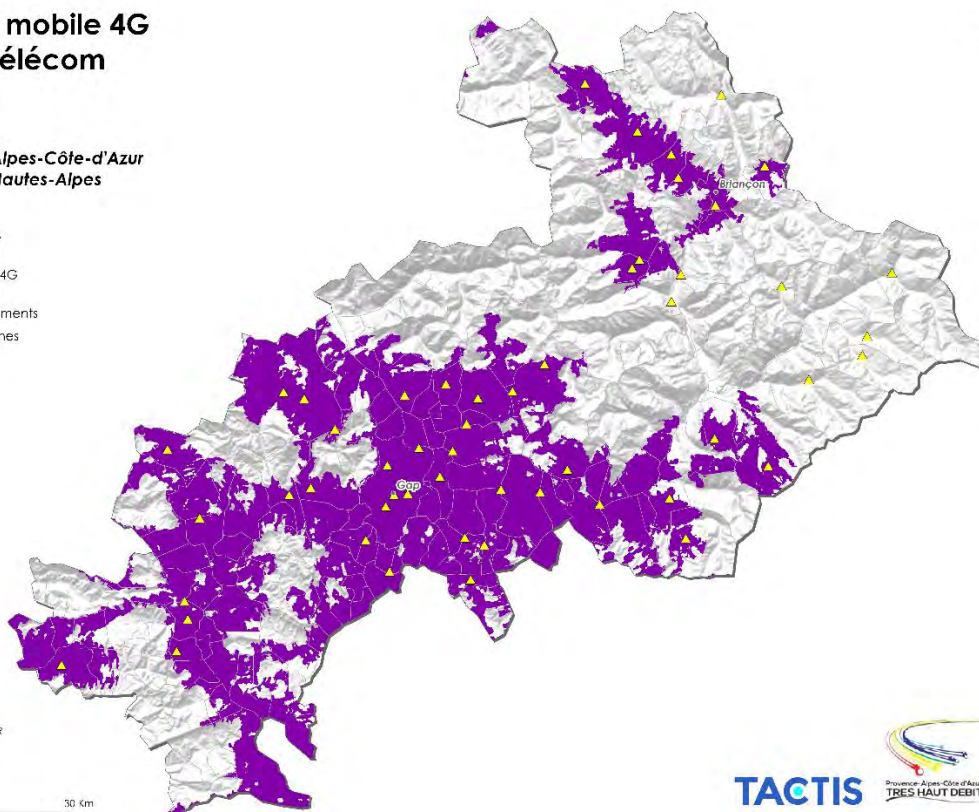 mobile 4G
élécom
Alpes-Côte-d'Azur
Hautes-Alpes
4G
ments
nes
Briançon
Gap
30 Km
TACTIS
Provence-Alpes-Côte d'Azur
TRES HAUT DEBIT